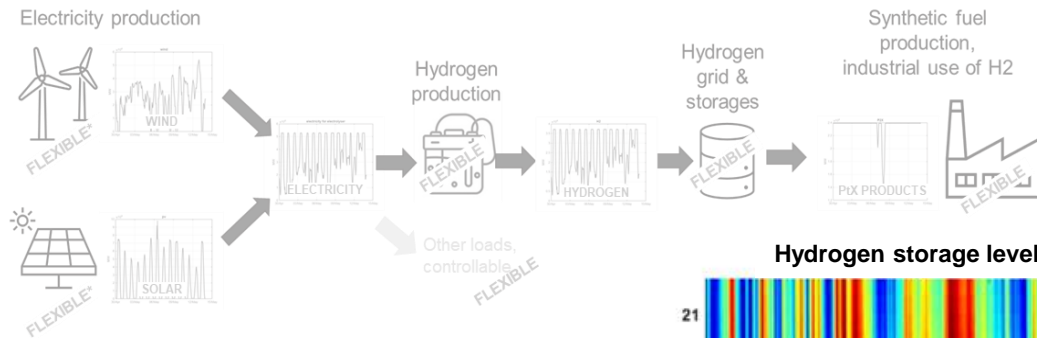 Electricity production
WIND
FLEXIBLE*
SOLAR
FLEXIBLE*
ELECTRICITY
Hydrogen
production
FLEXIBLE
Other loads,
controllable
FLEXIBLE
HYDROGEN
Hydrogen
grid &
storages
FLEXIBLE
Synthetic fuel
production,
industrial use of H2
PtX PRODUCTS
FLEXIBLE
Hydrogen storage level
21